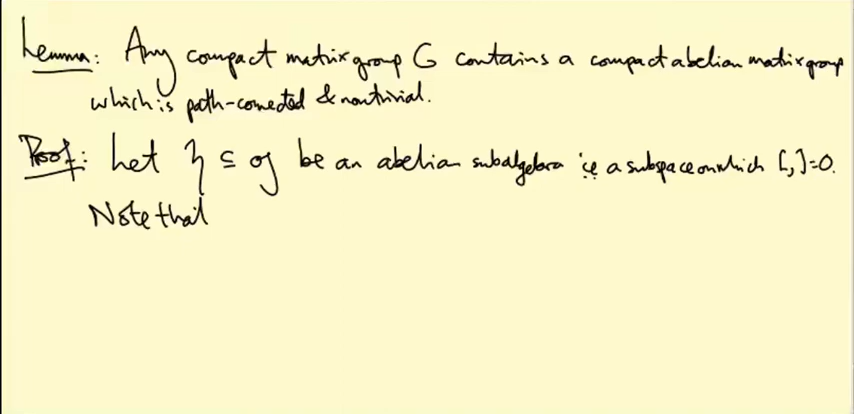 Lemma: Any compact matrix group G contains a compact abelian matrix group
which is path-connected & nontrivial.
Proof: Let 𝔥 ⊆ 𝔤 be an abelian subalgebra ie a subspace on which [,]=0.
Note that